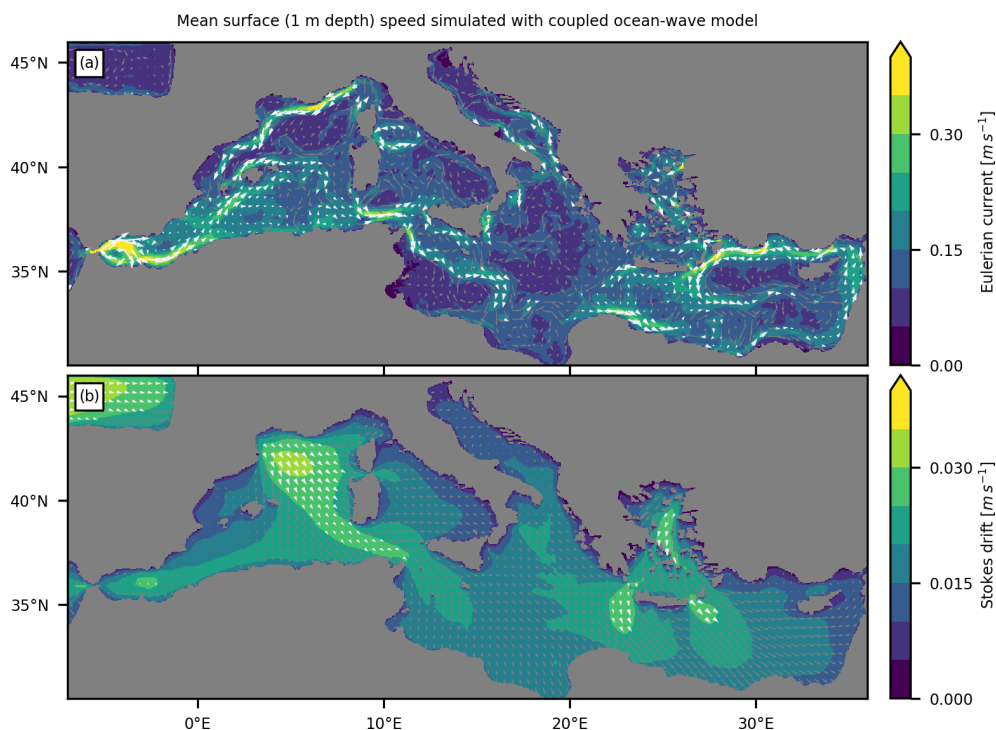 Mean surface (1 m depth) speed simulated with coupled ocean-wave model
(a)
45°N
40°N
35°N
0.30
0.15
0.00
Eulerian current [m s⁻¹]
(b)
45°N
40°N
35°N
0.030
0.015
0.000
Stokes drift [m s⁻¹]
0°E 10°E 20°E 30°E